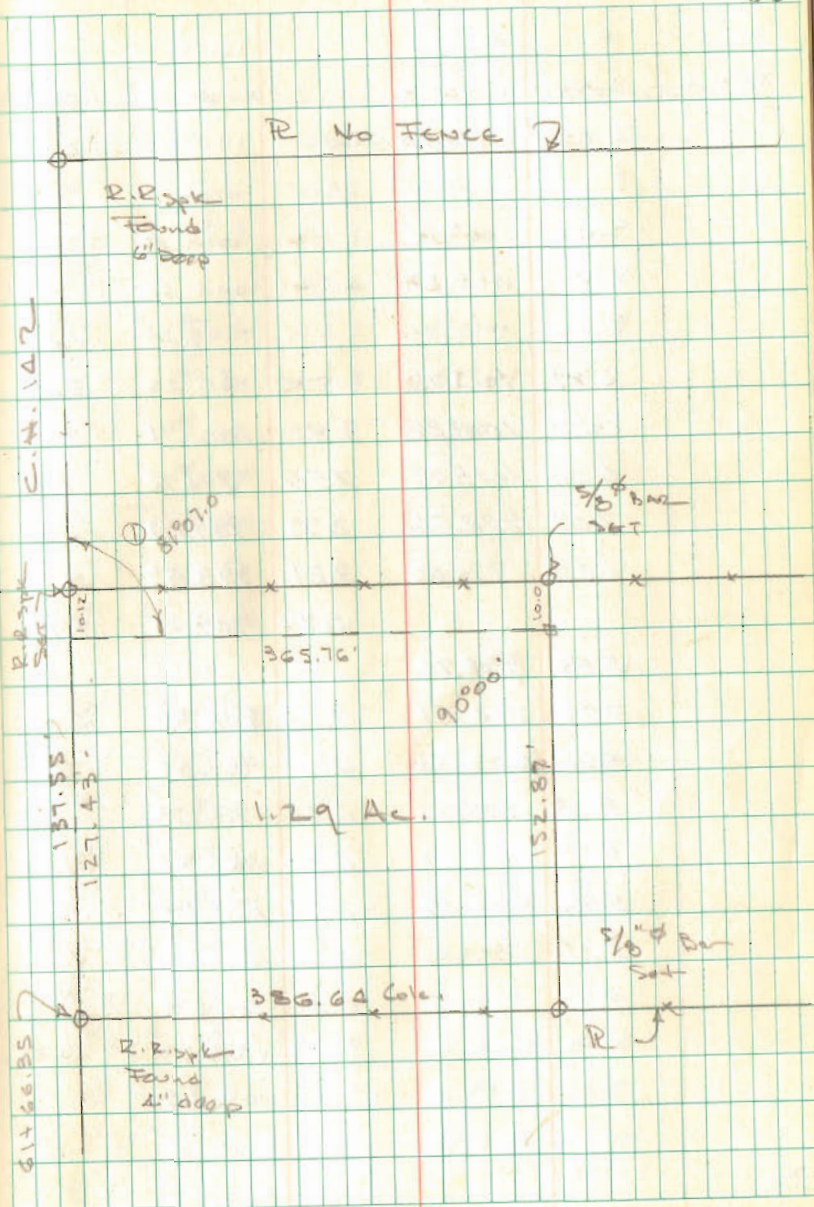 PL NO FENCE
R.R. spk
Found
6" Deep
C.H. 142
5/8" ϕ BAR
SET
① 81°07.0
R.R. spk
Set
10.12
10.0
365.76'
90°00'
137.55'
127.43'
1.29 Ac.
152.87'
5/8" ϕ Bar
Set
386.64 Calc.
PL
R.R. spk
Found
4" deep
61+66.35